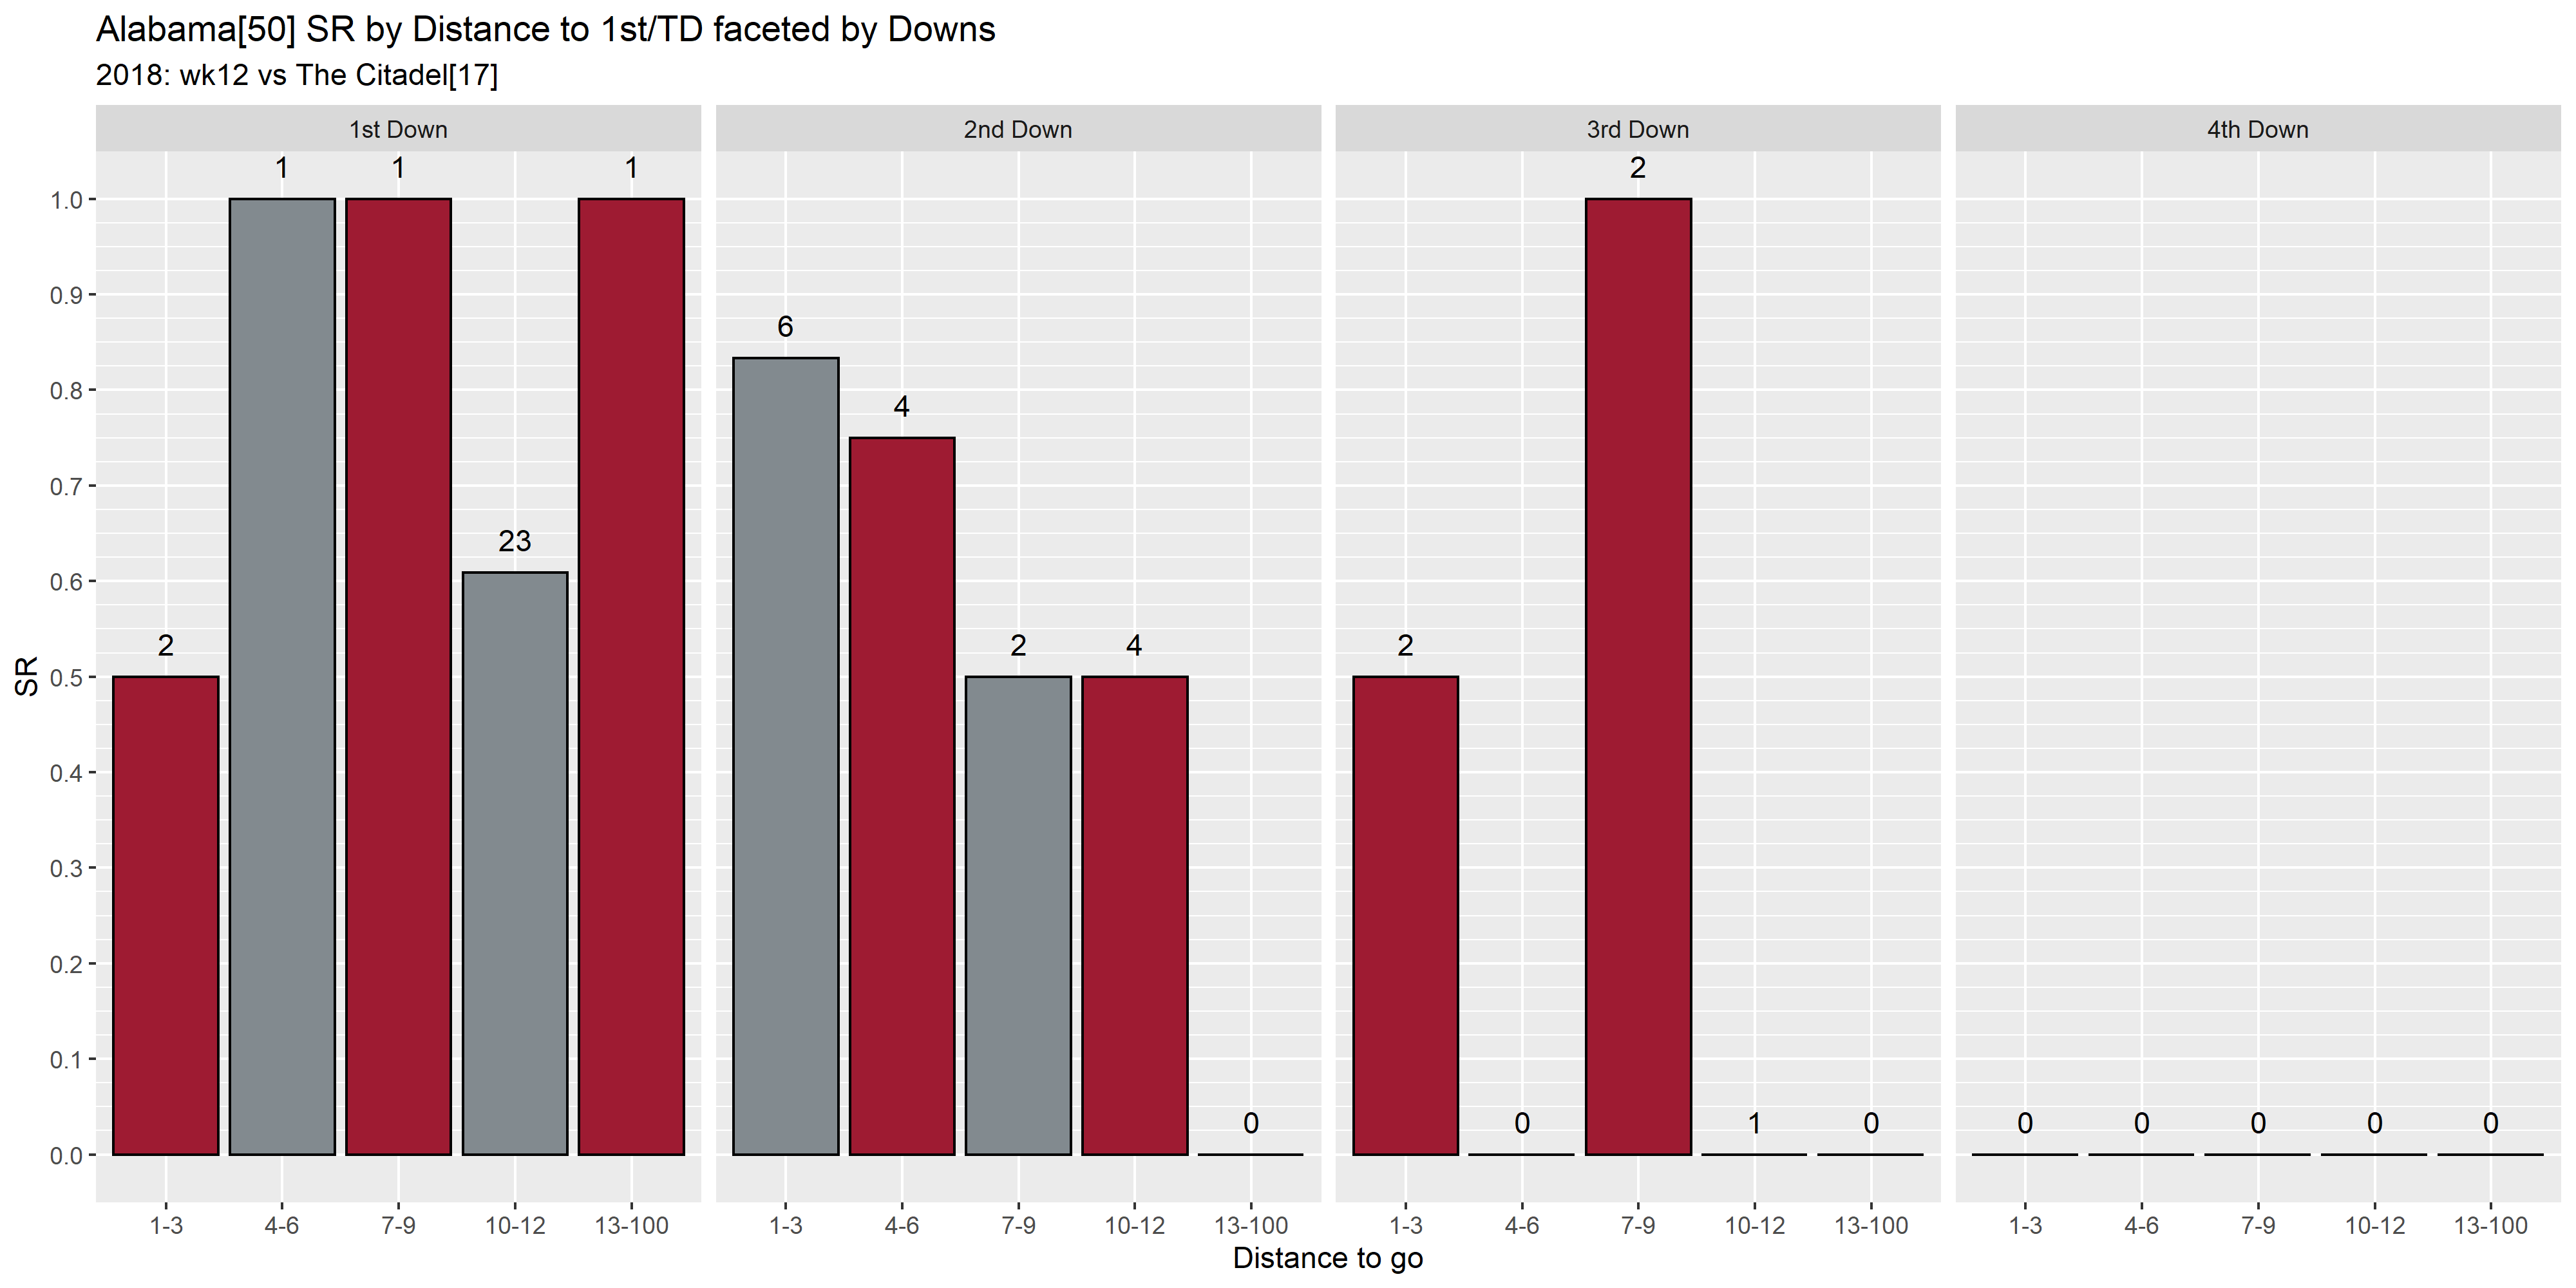 Alabama[50] SR by Distance to 1st/TD faceted by Downs
2018: wk12 vs The Citadel[17]
1st Down
2nd Down
3rd Down
4th Down
1 1 1
2
23
6
4
2
4
0
2
0
2
1
0
0 0 0 0 0
SR
1.0
0.9
0.8
0.7
0.6
0.5
0.4
0.3
0.2
0.1
0.0
1-3 4-6 7-9 10-12 13-100
1-3 4-6 7-9 10-12 13-100
1-3 4-6 7-9 10-12 13-100
1-3 4-6 7-9 10-12 13-100
Distance to go